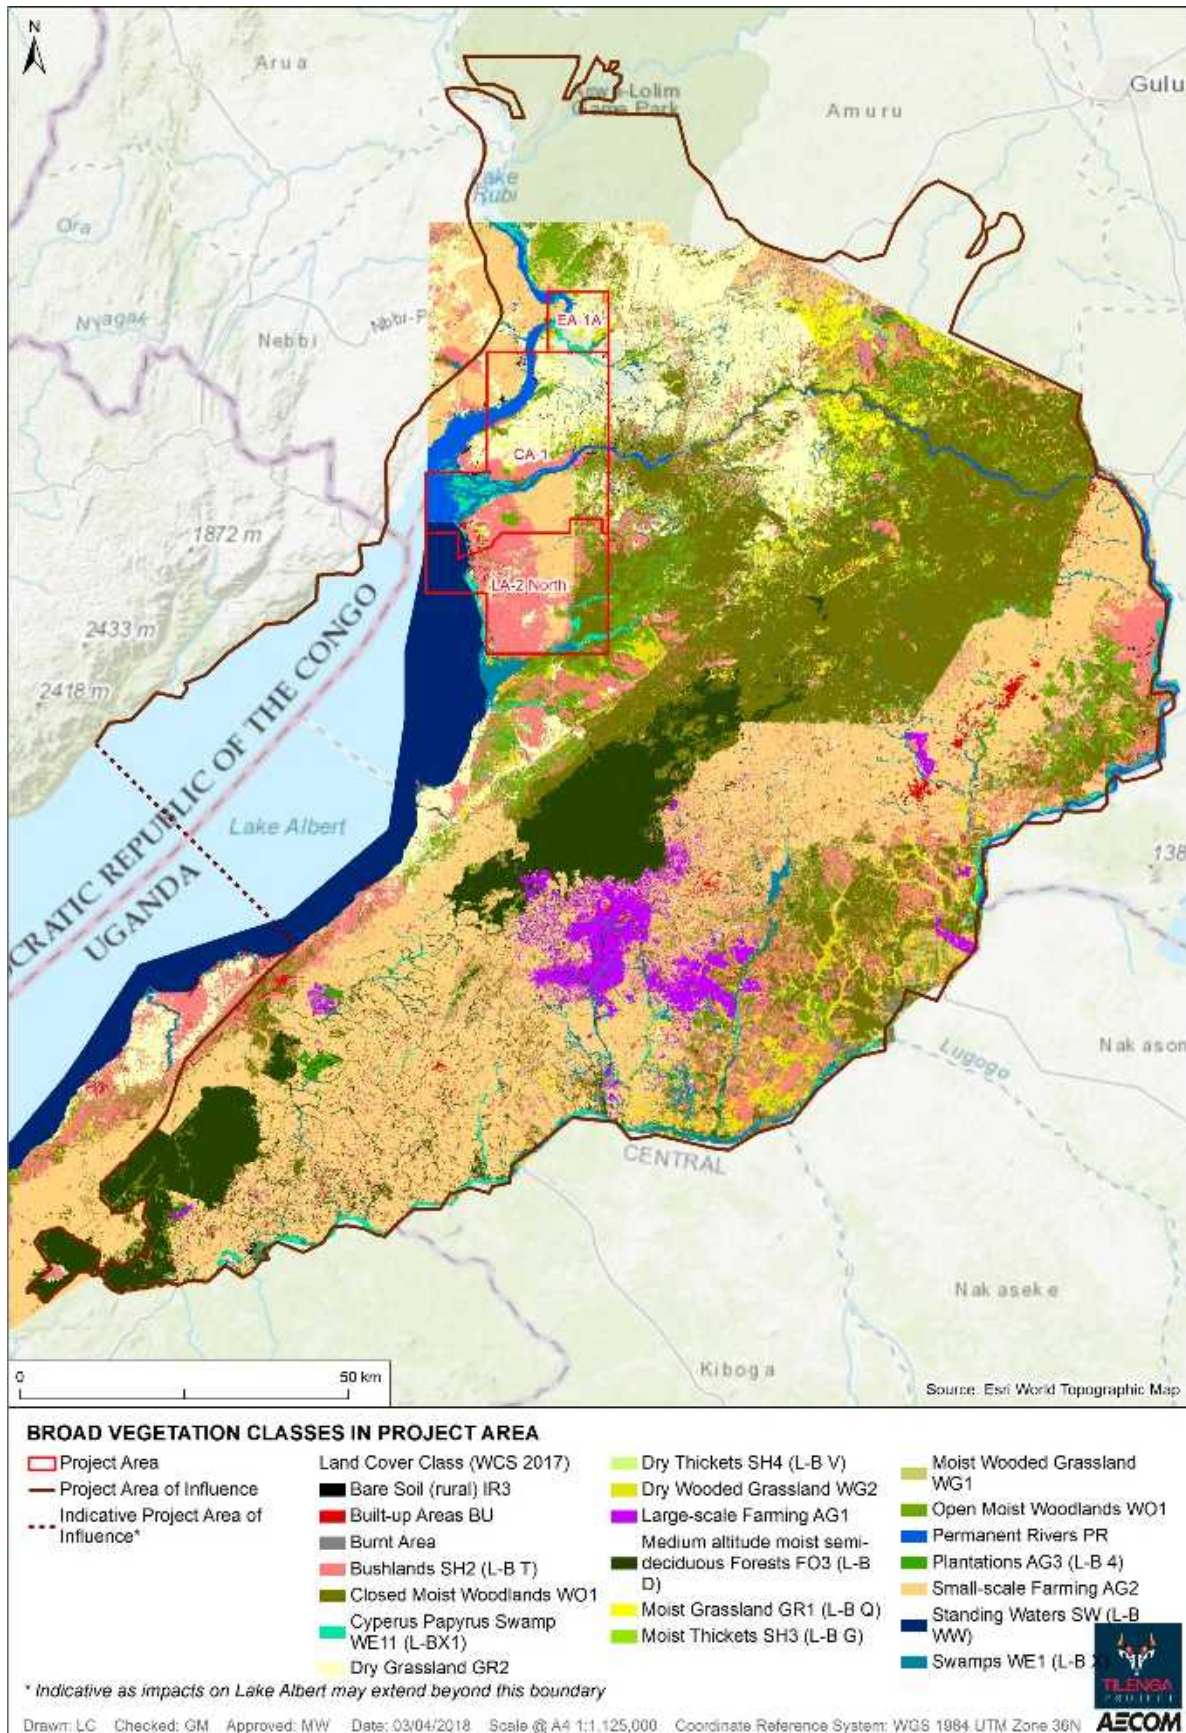 N
Arua
Aswa-Lolim
Game Park
Gulu
Amuru
Lake
Rubi
Ora
Nyagak
Nebbi
EA-1A
CA-1
1872 m
LA-2 North
2433 m
2418 m
DEMOCRATIC REPUBLIC OF THE CONGO
UGANDA
Lake Albert
138
Lugogo
Nakason
CENTRAL
Nakaseke
Kiboga
0 50 km
Source: Esri World Topographic Map
BROAD VEGETATION CLASSES IN PROJECT AREA
Project Area
Project Area of Influence
Indicative Project Area of
Influence*
Land Cover Class (WCS 2017)
Bare Soil (rural) IR3
Built-up Areas BU
Burnt Area
Bushlands SH2 (L-B T)
Closed Moist Woodlands WO1
Cyperus Papyrus Swamp
WE11 (L-BX1)
Dry Grassland GR2
Dry Thickets SH4 (L-B V)
Dry Wooded Grassland WG2
Large-scale Farming AG1
Medium altitude moist semi-
deciduous Forests FO3 (L-B
D)
Moist Grassland GR1 (L-B Q)
Moist Thickets SH3 (L-B G)
Moist Wooded Grassland
WG1
Open Moist Woodlands WO1
Permanent Rivers PR
Plantations AG3 (L-B 4)
Small-scale Farming AG2
Standing Waters SW (L-B
WW)
Swamps WE1 (L-B X)
* Indicative as impacts on Lake Albert may extend beyond this boundary
TILENGA
PROJECT
AECOM
Drawn: LC Checked: GM Approved: MW Date: 03/04/2018 Scale @ A4 1:1,125,000 Coordinate Reference System: WGS 1984 UTM Zone 36N